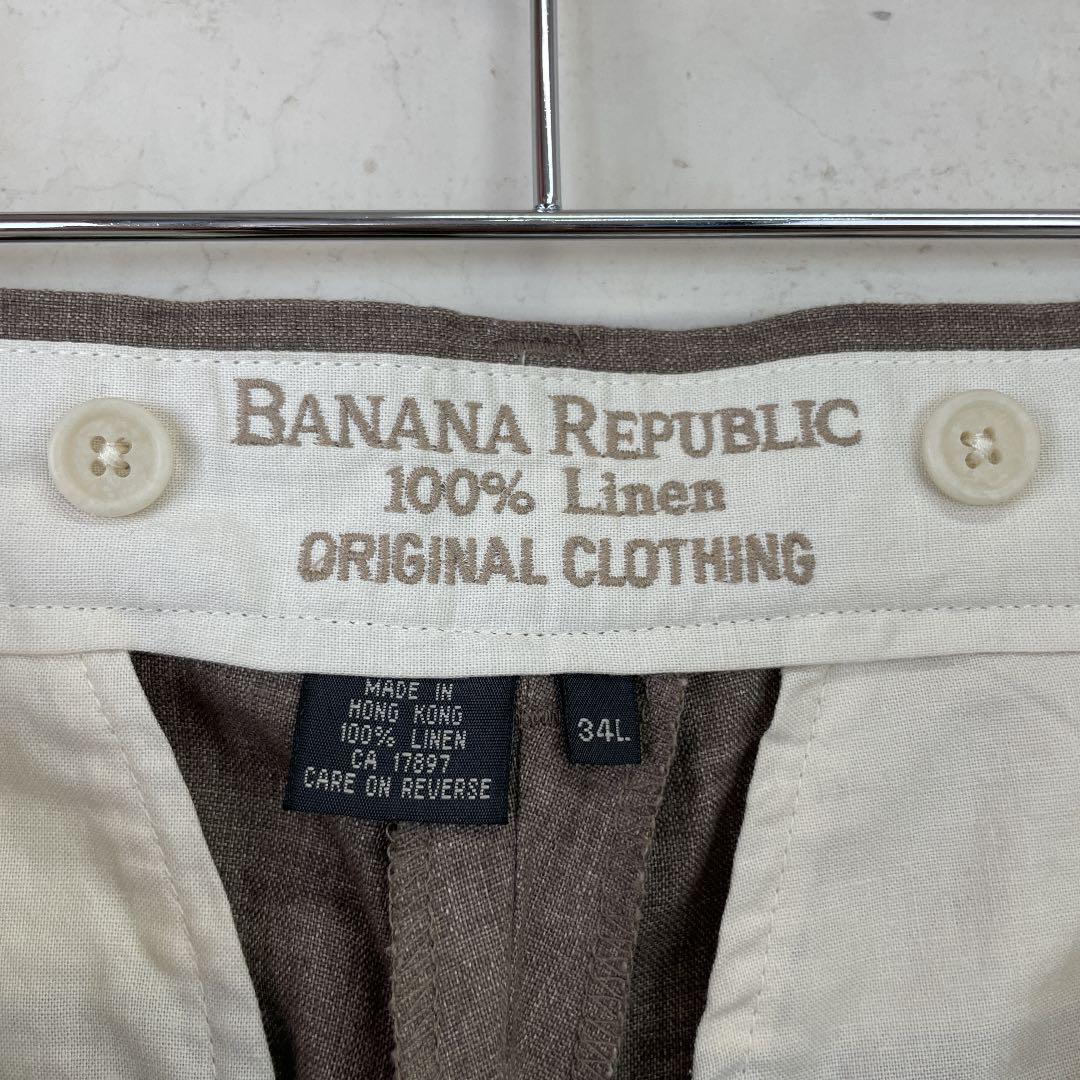 BANANA REPUBLIC
100% Linen
ORIGINAL CLOTHING
MADE IN
HONG KONG
100% LINEN
CA 17897
CARE ON REVERSE
34L